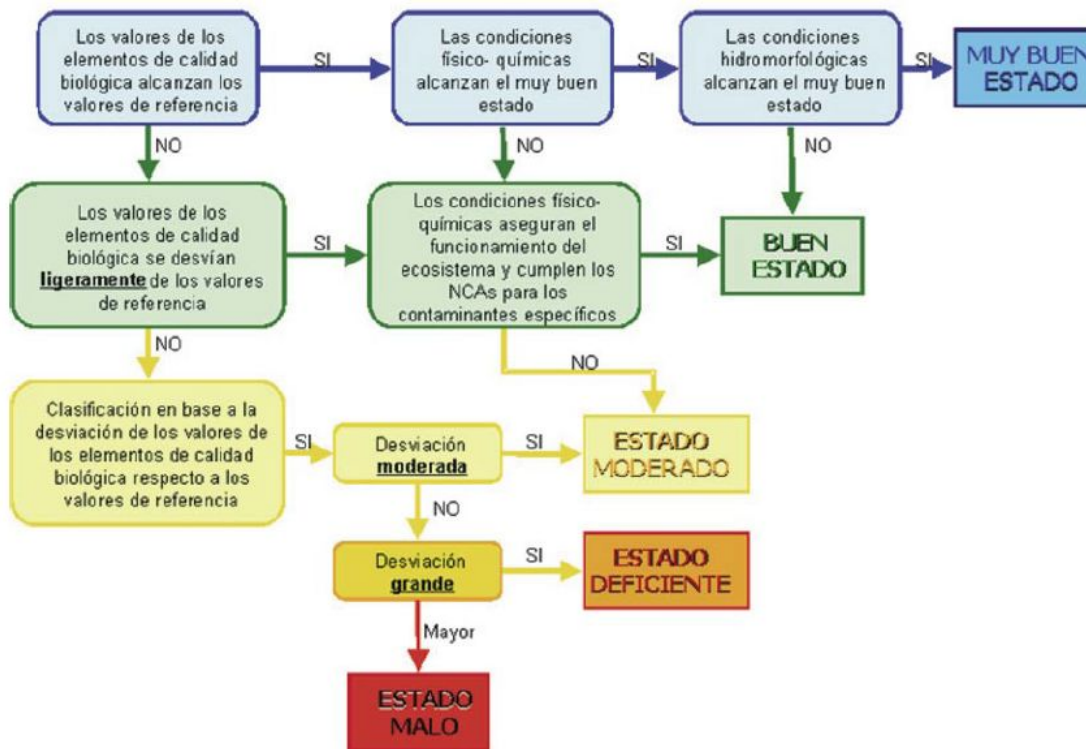 Los valores de los
elementos de calidad
biológica alcanzan los
valores de referencia
SI
Las condiciones
físico- químicas
alcanzan el muy buen
estado
SI
Las condiciones
hidromorfológicas
alcanzan el muy buen
estado
SI
MUY BUEN
ESTADO
NO
NO
NO
Los valores de los
elementos de calidad
biológica se desvían
ligeramente de los valores
de referencia
SI
Los condiciones físico-
químicas aseguran el
funcionamiento del
ecosistema y cumplen los
NCAs para los
contaminantes específicos
SI
BUEN
ESTADO
NO
NO
Clasificación en base a la
desviación de los valores de
los elementos de calidad
biológica respecto a los
valores de referencia
SI
Desviación
moderada
SI
ESTADO
MODERADO
NO
Desviación
grande
SI
ESTADO
DEFICIENTE
Mayor
ESTADO
MALO